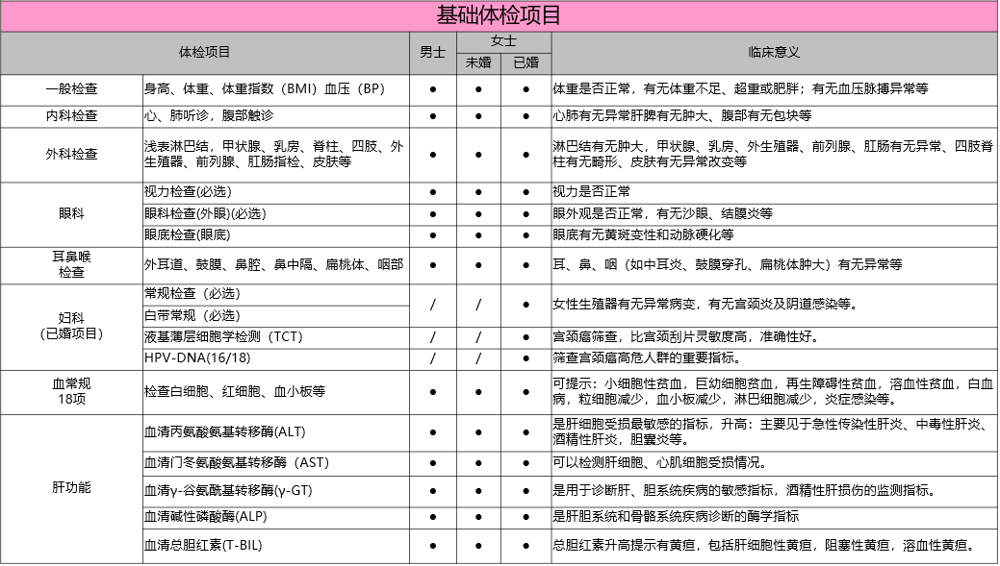 基础体检项目
体检项目
男士
女士
未婚
已婚
临床意义
一般检查
身高、体重、体重指数（BMI）血压（BP）
● ● ●
体重是否正常，有无体重不足、超重或肥胖；有无血压脉搏异常等
内科检查
心、肺听诊，腹部触诊
● ● ●
心肺有无异常肝脾有无肿大、腹部有无包块等
外科检查
浅表淋巴结，甲状腺、乳房、脊柱、四肢、外
生殖器、前列腺、肛肠指检、皮肤等
● ● ●
淋巴结有无肿大，甲状腺、乳房、外生殖器、前列腺、肛肠有无异常、四肢脊
柱有无畸形、皮肤有无异常改变等
眼科
视力检查(必选)
● ● ●
视力是否正常
眼科检查(外眼)(必选)
● ● ●
眼外观是否正常，有无沙眼、结膜炎等
眼底检查(眼底)
● ● ●
眼底有无黄斑变性和动脉硬化等
耳鼻喉
检查
外耳道、鼓膜、鼻腔、鼻中隔、扁桃体、咽部
● ● ●
耳、鼻、咽（如中耳炎、鼓膜穿孔、扁桃体肿大）有无异常等
妇科
（已婚项目）
常规检查（必选）
白带常规（必选）
/ / ●
女性生殖器有无异常病变，有无宫颈炎及阴道感染等。
液基薄层细胞学检测（TCT）
/ / ●
宫颈癌筛查，比宫颈刮片灵敏度高，准确性好。
HPV-DNA(16/18)
/ / ●
筛查宫颈癌高危人群的重要指标。
血常规
18项
检查白细胞、红细胞、血小板等
● ● ●
可提示：小细胞性贫血，巨幼细胞贫血，再生障碍性贫血，溶血性贫血，白血
病，粒细胞减少，血小板减少，淋巴细胞减少，炎症感染等。
肝功能
血清丙氨酸氨基转移酶(ALT)
● ● ●
是肝细胞受损最敏感的指标，升高：主要见于急性传染性肝炎、中毒性肝炎、
酒精性肝炎，胆囊炎等。
血清门冬氨酸氨基转移酶（AST）
● ● ●
可以检测肝细胞、心肌细胞受损情况。
血清γ-谷氨酰基转移酶(γ-GT)
● ● ●
是用于诊断肝、胆系统疾病的敏感指标，酒精性肝损伤的监测指标。
血清碱性磷酸酶(ALP)
● ● ●
是肝胆系统和骨骼系统疾病诊断的酶学指标
血清总胆红素(T-BIL)
● ● ●
总胆红素升高提示有黄疸，包括肝细胞性黄疸，阻塞性黄疸，溶血性黄疸。